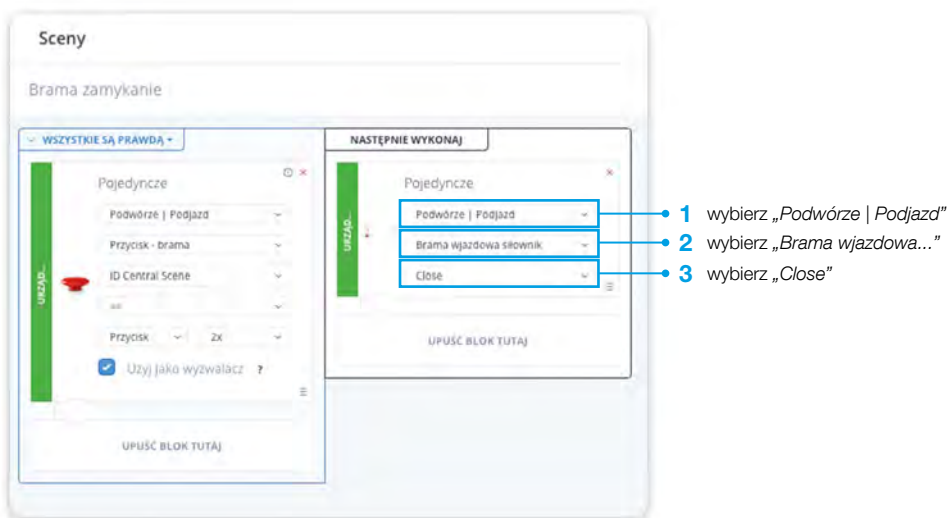 Sceny
Brama zamykanie
WSZYSTKIE SĄ PRAWDĄ
URZĄD...
Pojedyncze
Podwórze | Podjazd
Przycisk - brama
ID Central Scene
==
Przycisk 2x
Użyj jako wyzwalacz ?
UPUŚĆ BLOK TUTAJ
NASTĘPNIE WYKONAJ
URZĄD...
Pojedyncze
Podwórze | Podjazd
Brama wjazdowa siłownik
Close
UPUŚĆ BLOK TUTAJ
1 wybierz „Podwórze | Podjazd”
2 wybierz „Brama wjazdowa...”
3 wybierz „Close”